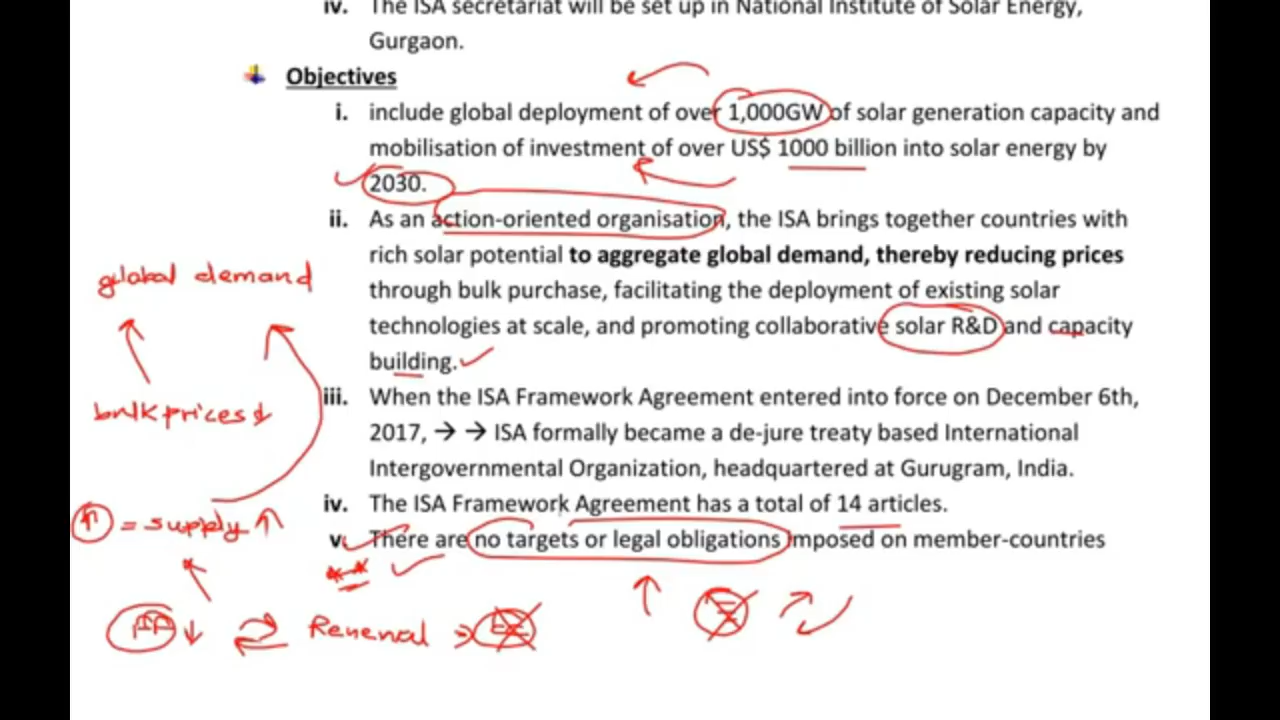 iv. The ISA secretariat will be set up in National Institute of Solar Energy,
Gurgaon.
Objectives
i. include global deployment of over 1,000GW of solar generation capacity and
mobilisation of investment of over US$ 1000 billion into solar energy by
2030.
ii. As an action-oriented organisation, the ISA brings together countries with
rich solar potential to aggregate global demand, thereby reducing prices
through bulk purchase, facilitating the deployment of existing solar
technologies at scale, and promoting collaborative solar R&D and capacity
building.
iii. When the ISA Framework Agreement entered into force on December 6th,
2017, → → ISA formally became a de-jure treaty based International
Intergovernmental Organization, headquartered at Gurugram, India.
iv. The ISA Framework Agreement has a total of 14 articles.
v. There are no targets or legal obligations imposed on member-countries
global demand
bulk prices ↓
↑ = supply ↑
↓ Renenal